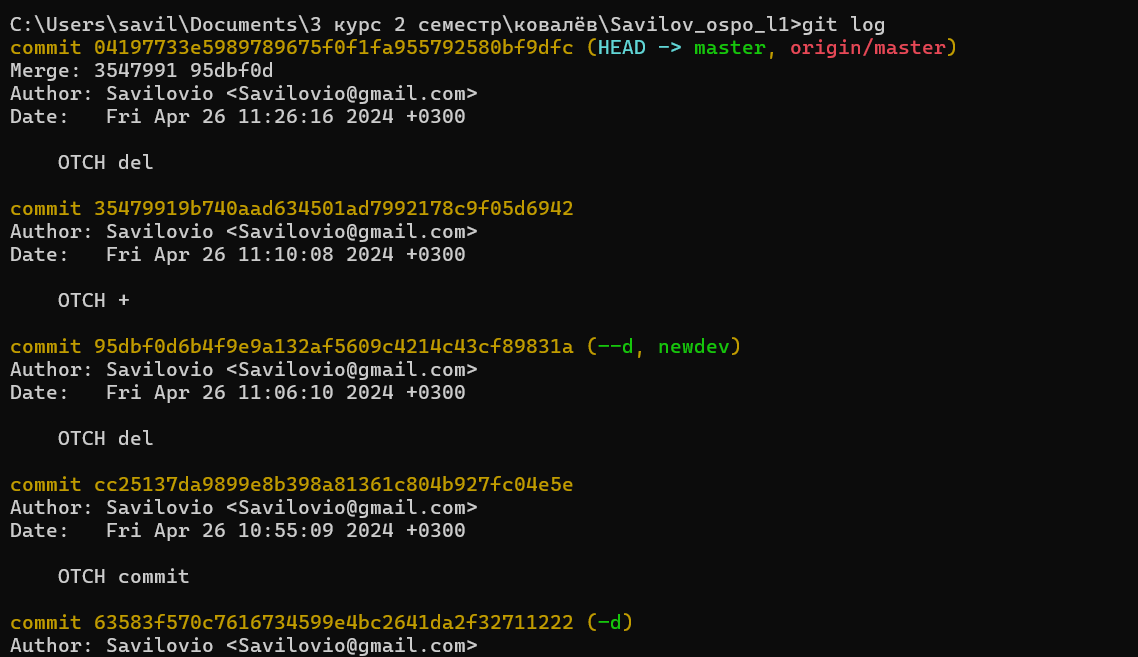 C:\Users\savil\Documents\3 курс 2 семестр\ковалёв\Savilov_ospo_l1>git log
commit 04197733e5989789675f0f1fa955792580bf9dfc (HEAD -> master, origin/master)
Merge: 3547991 95dbf0d
Author: Savilovio <Savilovio@gmail.com>
Date:   Fri Apr 26 11:26:16 2024 +0300
OTCH del
commit 35479919b740aad634501ad7992178c9f05d6942
Author: Savilovio <Savilovio@gmail.com>
Date:   Fri Apr 26 11:10:08 2024 +0300
OTCH +
commit 95dbf0d6b4f9e9a132af5609c4214c43cf89831a (--d, newdev)
Author: Savilovio <Savilovio@gmail.com>
Date:   Fri Apr 26 11:06:10 2024 +0300
OTCH del
commit cc25137da9899e8b398a81361c804b927fc04e5e
Author: Savilovio <Savilovio@gmail.com>
Date:   Fri Apr 26 10:55:09 2024 +0300
OTCH commit
commit 63583f570c7616734599e4bc2641da2f32711222 (-d)
Author: Savilovio <Savilovio@gmail.com>